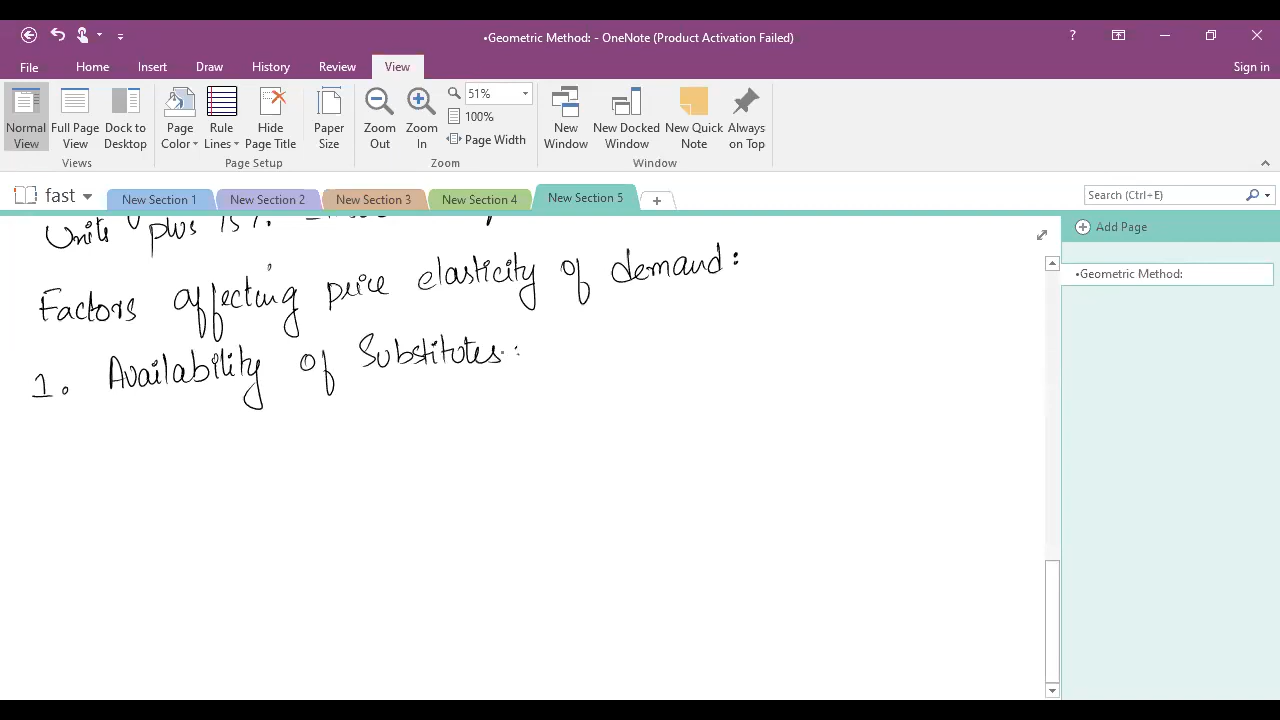 •Geometric Method: - OneNote (Product Activation Failed)
?
File Home Insert Draw History Review View Sign in
Normal View
Full Page View
Dock to Desktop
Page Color
Rule Lines
Hide Page Title
Paper Size
Zoom Out
Zoom In
51%
100%
Page Width
New Window
New Docked Window
New Quick Note
Always on Top
Views Page Setup Zoom Window
fast New Section 1 New Section 2 New Section 3 New Section 4 New Section 5 + Search (Ctrl+E)
Add Page
•Geometric Method:
Units plus 15%.
Factors affecting price elasticity of demand:
1. Availability of Substitutes: